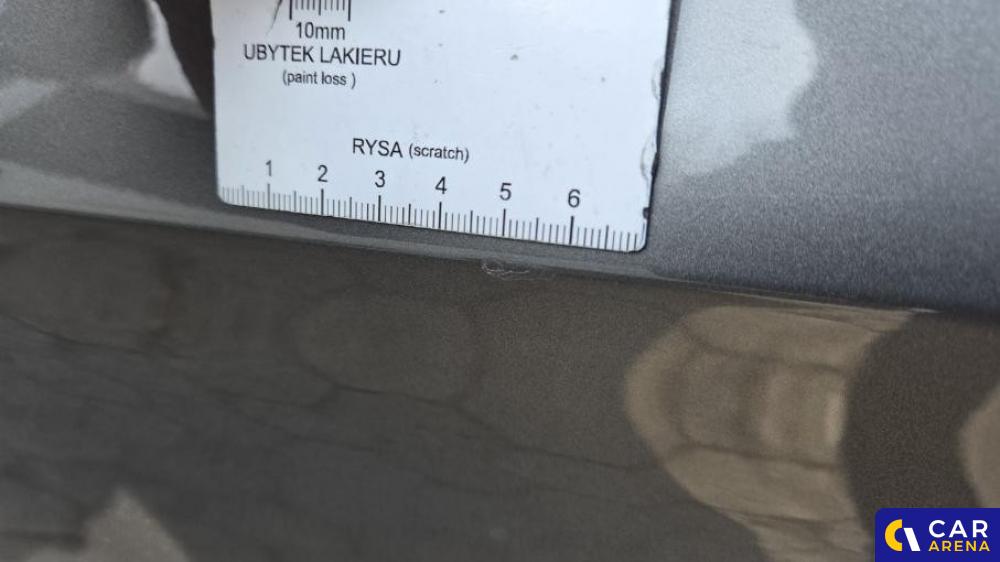 10mm
UBYTEK LAKIERU
(paint loss )
RYSA (scratch)
1 2 3 4 5 6
CAR
ARENA